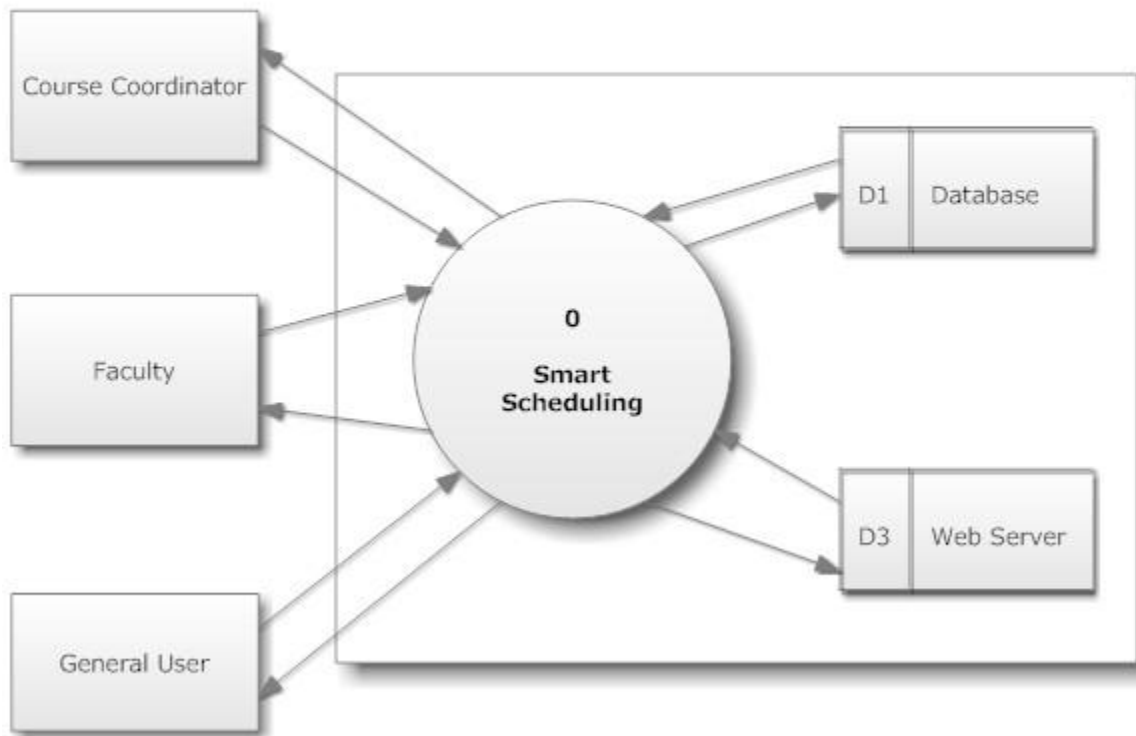 Course Coordinator
D1 Database
Faculty
0
Smart
Scheduling
D3 Web Server
General User